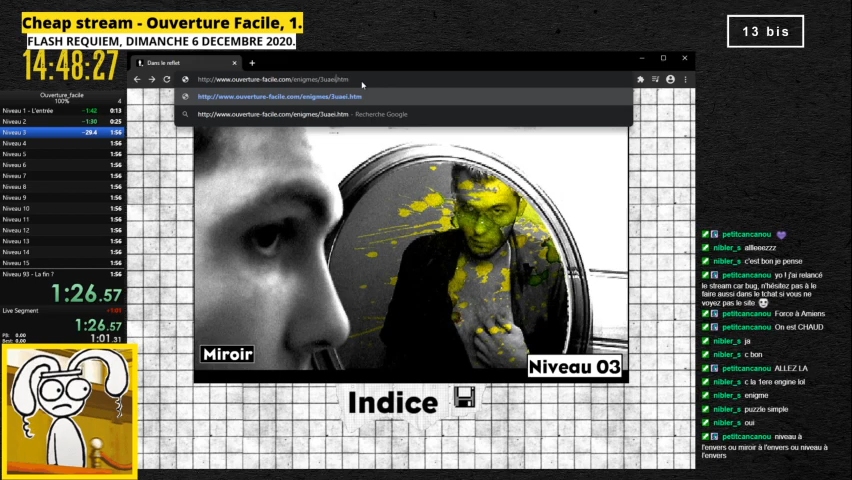 Cheap stream - Ouverture Facile, 1.
FLASH REQUIEM, DIMANCHE 6 DECEMBRE 2020.
14:48:27
13 bis
Ouverture_facile
100%
4
Niveau 1 - L'entrée −1:42 0:13
Niveau 2 −1:30 0:25
Niveau 3 −29.4 1:56
Niveau 4 1:56
Niveau 5 1:56
Niveau 6 1:56
Niveau 7 1:56
Niveau 8 1:56
Niveau 9 1:56
Niveau 10 1:56
Niveau 11 1:56
Niveau 12 1:56
Niveau 13 1:56
Niveau 14 1:56
Niveau 15 1:56
Niveau 93 - La fin ? 1:56
1:26.57
Live Segment
1:26.57
PB: 0.00
Best: 0.00
1:01.31
Dans le reflet
http://www.ouverture-facile.com/enigmes/3uaei.htm
http://www.ouverture-facile.com/enigmes/3uaei.htm
http://www.ouverture-facile.com/enigmes/3uaei.htm - Recherche Google
Miroir
Niveau 03
Indice
petitcancanou
nibler_s allleeezzz
nibler_s c'est bon je pense
petitcancanou yo ! j'ai relancé
le stream car bug, n'hésitez pas à le
faire aussi dans le tchat si vous ne
voyez pas le site
petitcancanou Force à Amiens
petitcancanou On est CHAUD
nibler_s ja
nibler_s c bon
petitcancanou ALLEZ LA
nibler_s c la 1ere engine lol
nibler_s enigme
nibler_s puzzle simple
nibler_s oui
petitcancanou niveau à
l'envers ou miroir à l'envers ou niveau à
l'envers